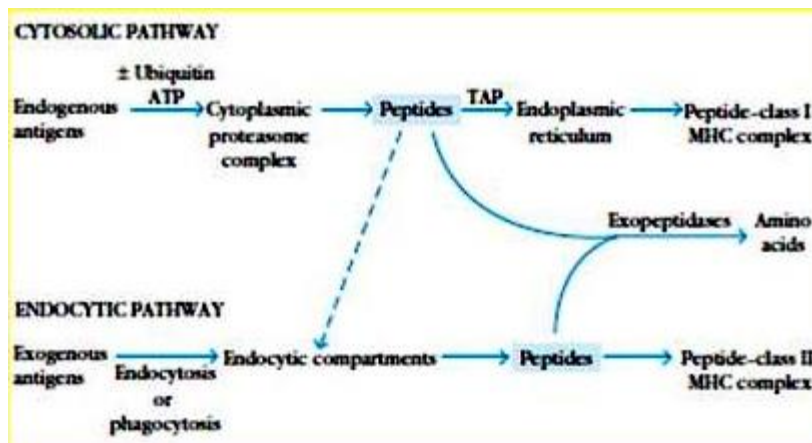 CYTOSOLIC PATHWAY
± Ubiquitin
Endogenous antigens
ATP
Cytoplasmic
proteasome
complex
Peptides
TAP
Endoplasmic
reticulum
Peptide-class I
MHC complex
Exopeptidases
Amino
acids
ENDOCYTIC PATHWAY
Exogenous
antigens
Endocytosis
or
phagocytosis
Endocytic compartments
Peptides
Peptide-class II
MHC complex